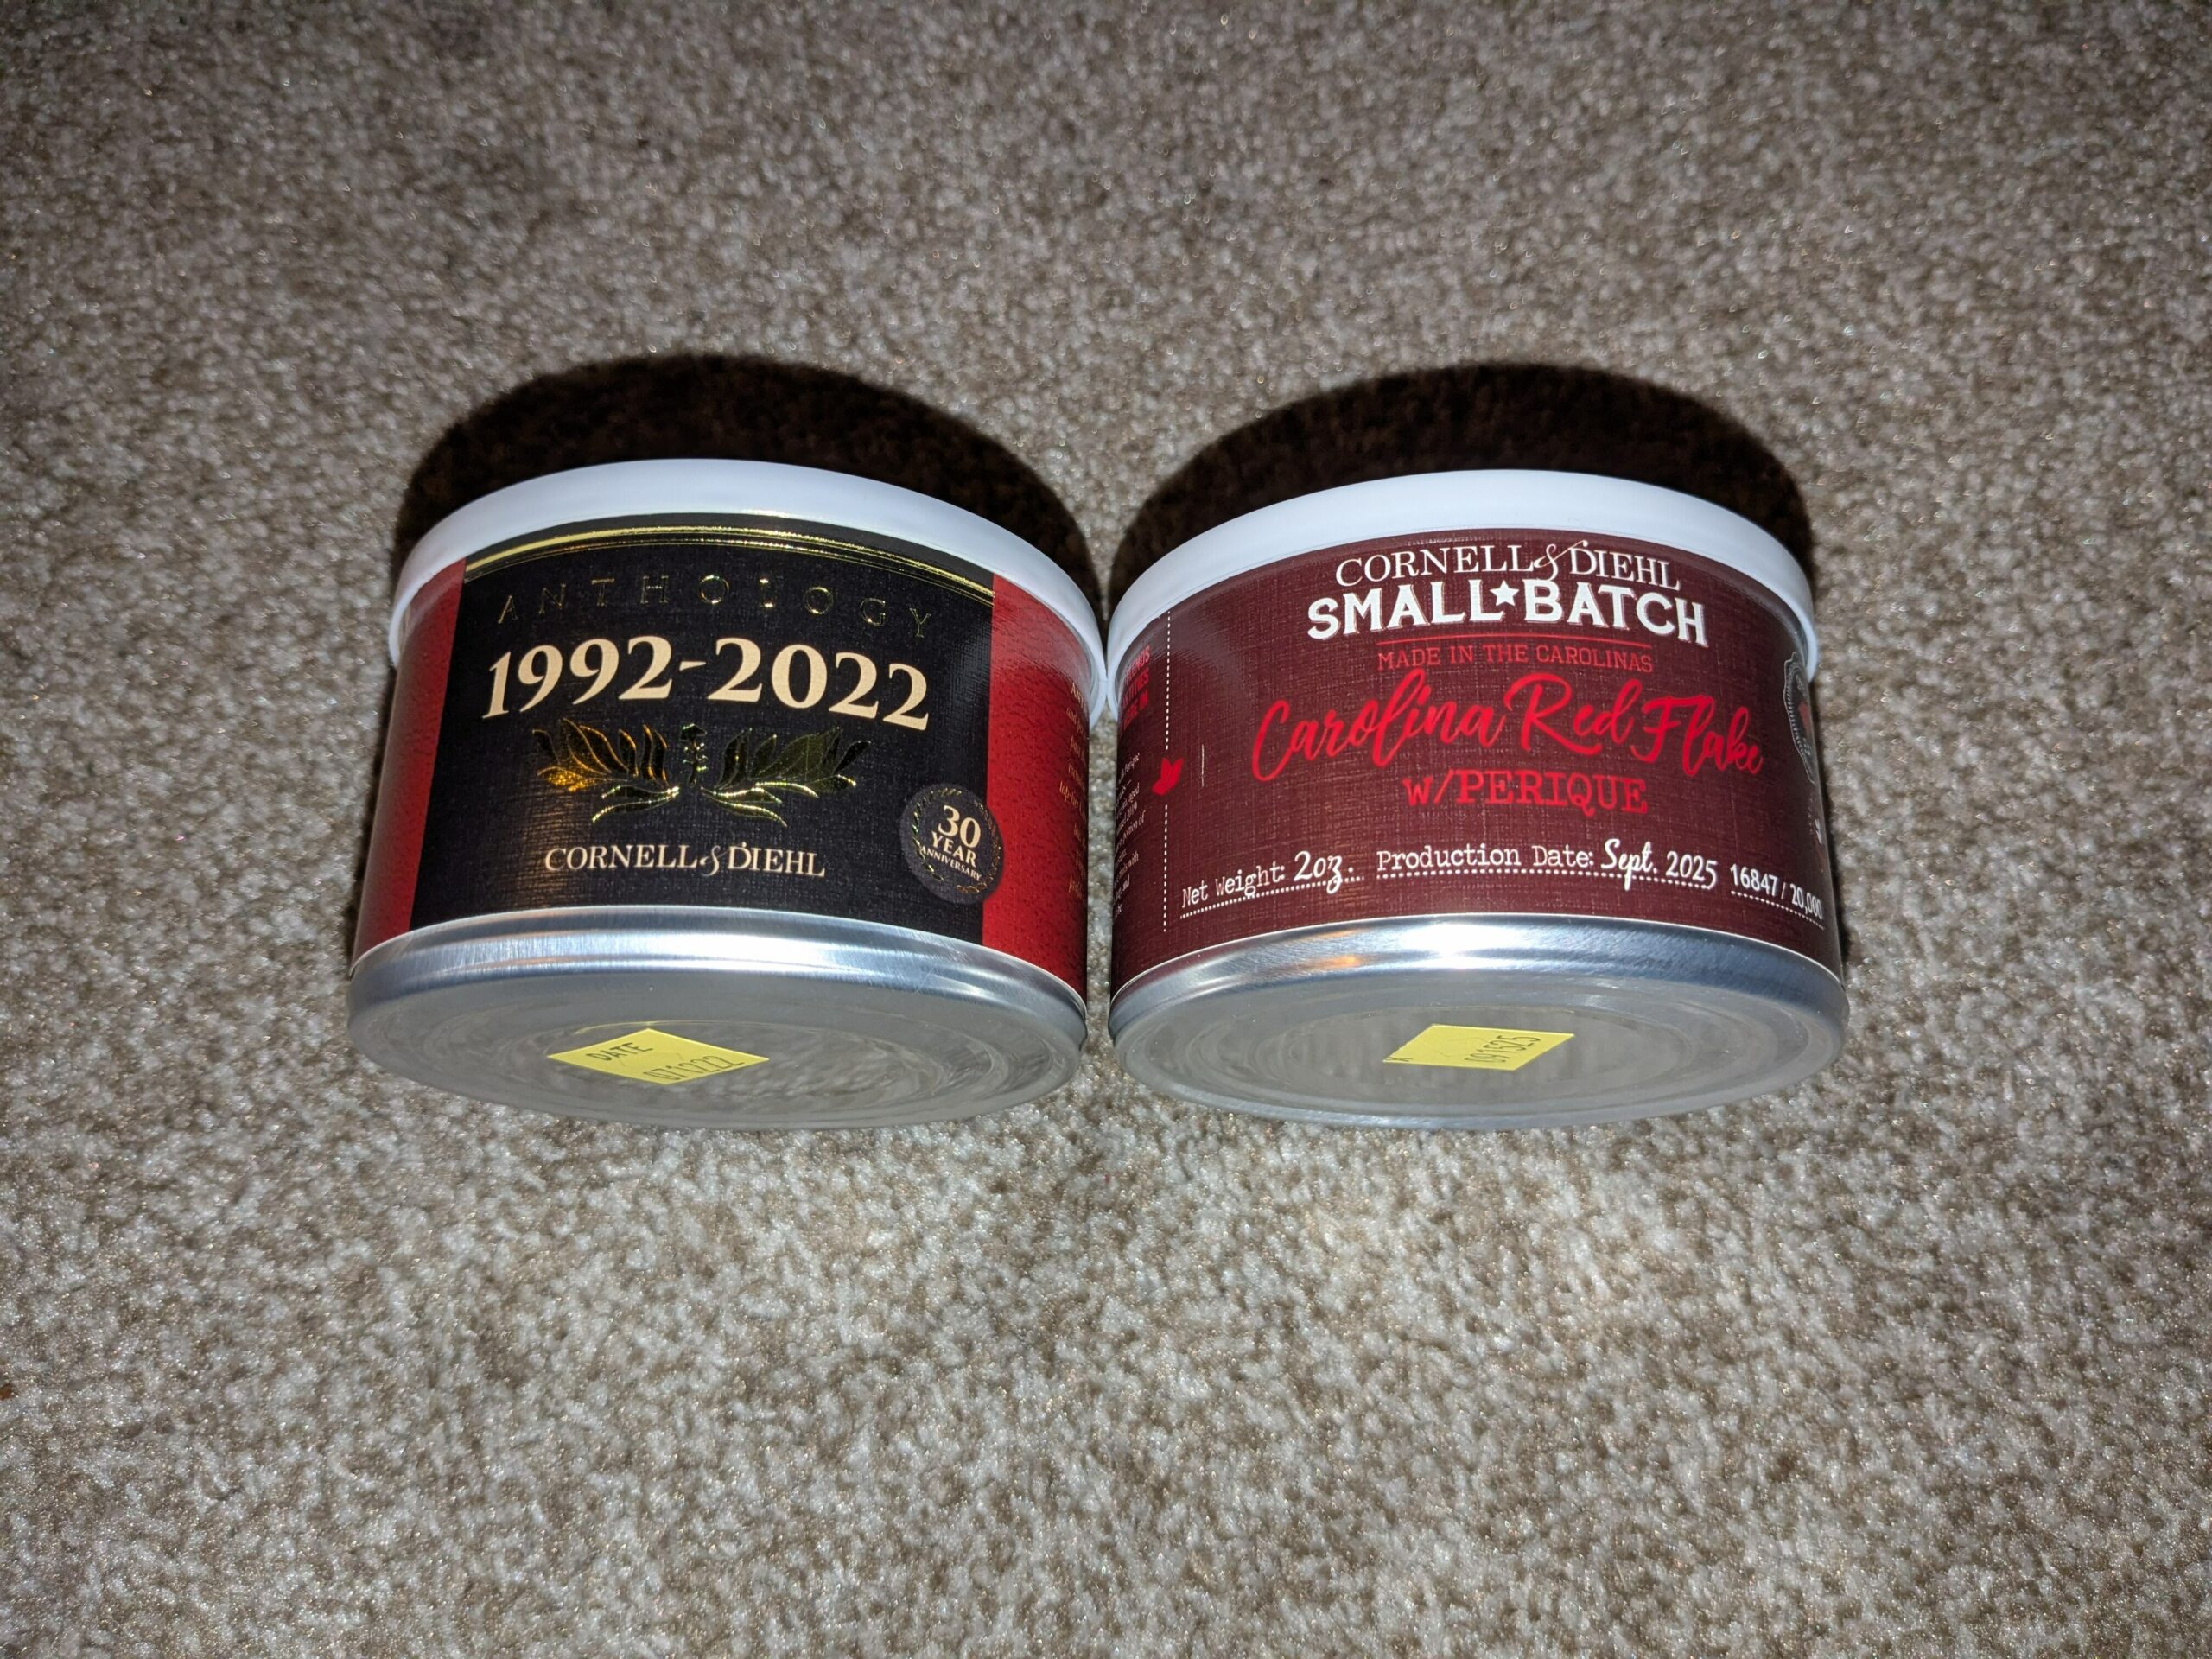 ANTHOLOGY
1992-2022
CORNELL & DIEHL
30
YEAR
ANNIVERSARY
DATE
CORNELL & DIEHL
SMALL★BATCH
MADE IN THE CAROLINAS
Carolina Red Flake
W/PERIQUE
Net Weight: 2oz. Production Date: Sept. 2025 16847 / 20,000
091525